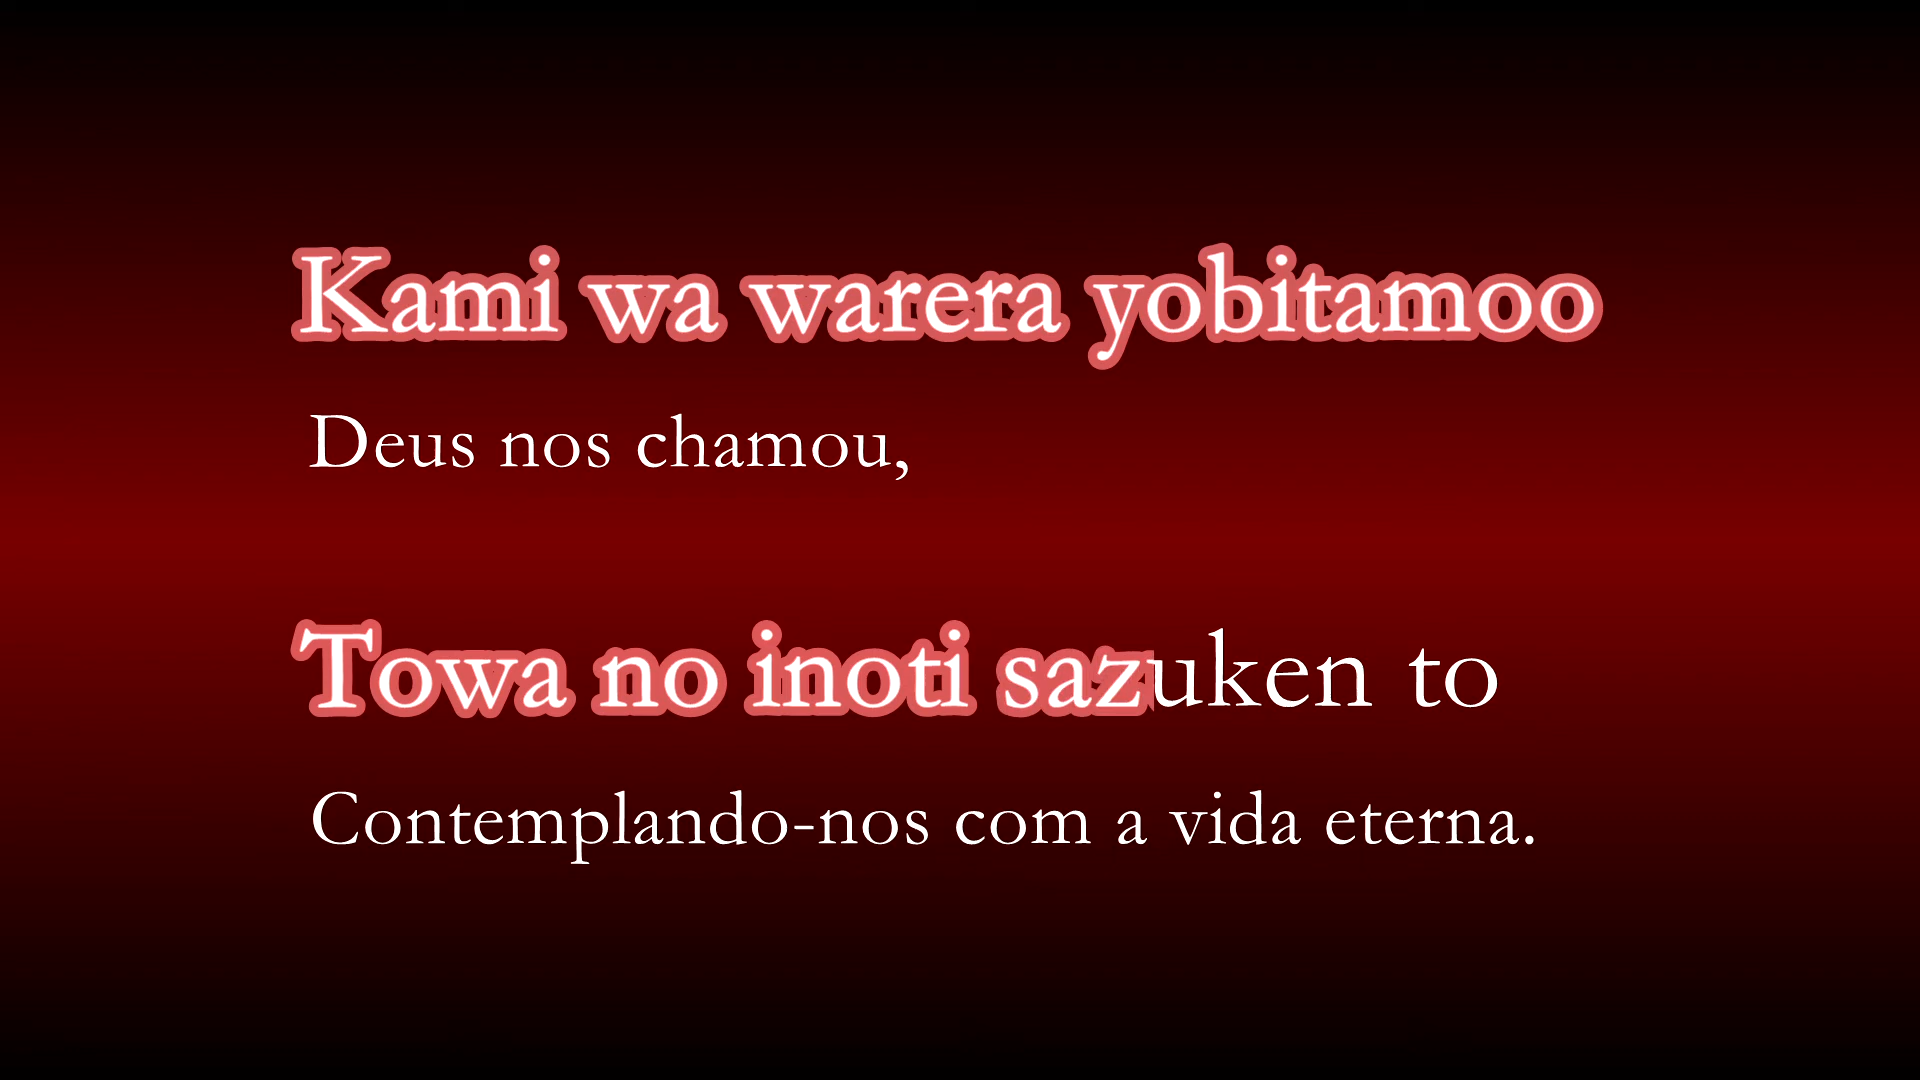 Kami wa warera yobitamoo
Deus nos chamou,
Towa no inoti sazuken to
Contemplando-nos com a vida eterna.